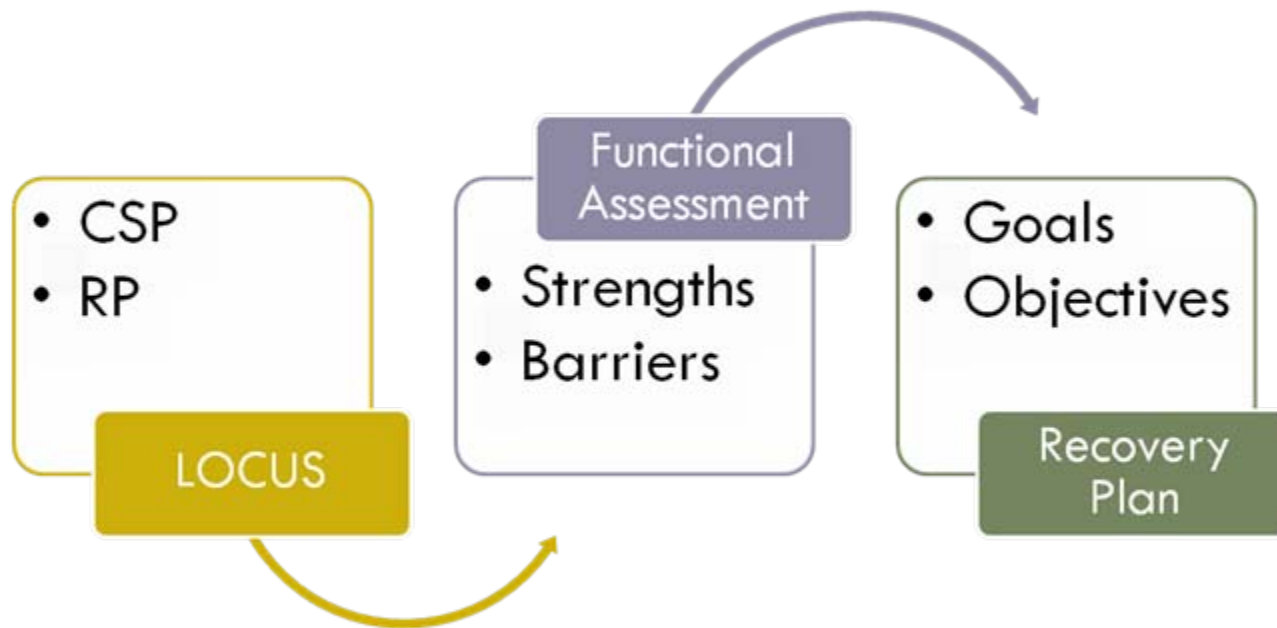 • CSP
• RP
LOCUS
Functional
Assessment
• Strengths
• Barriers
• Goals
• Objectives
Recovery
Plan